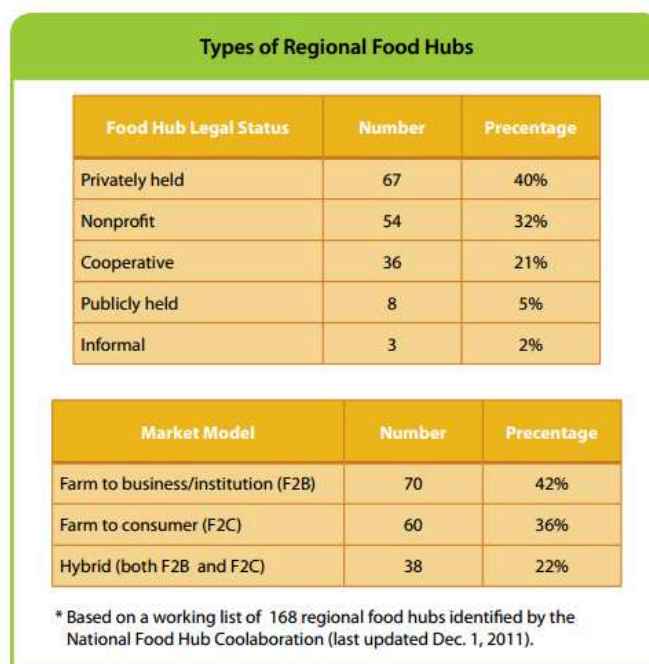 Types of Regional Food Hubs
Food Hub Legal Status Number Precentage
Privately held 67 40%
Nonprofit 54 32%
Cooperative 36 21%
Publicly held 8 5%
Informal 3 2%
Market Model Number Precentage
Farm to business/institution (F2B) 70 42%
Farm to consumer (F2C) 60 36%
Hybrid (both F2B and F2C) 38 22%
* Based on a working list of 168 regional food hubs identified by the
National Food Hub Coolaboration (last updated Dec. 1, 2011).